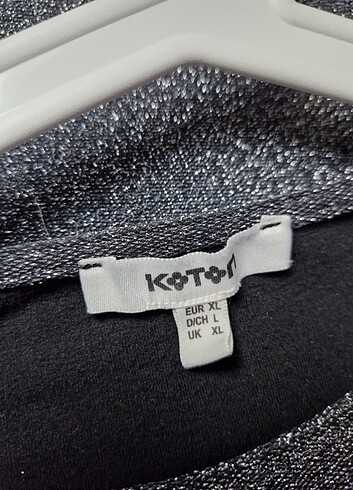 KOTON
EUR XL
D/CH L
UK XL